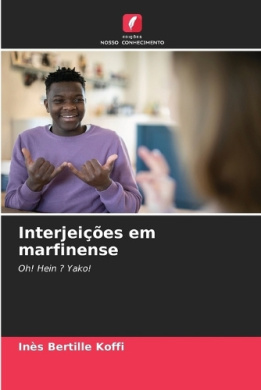 edições
NOSSO CONHECIMENTO
Interjeições em
marfinense
Oh! Hein ? Yako!
Inès Bertille Koffi